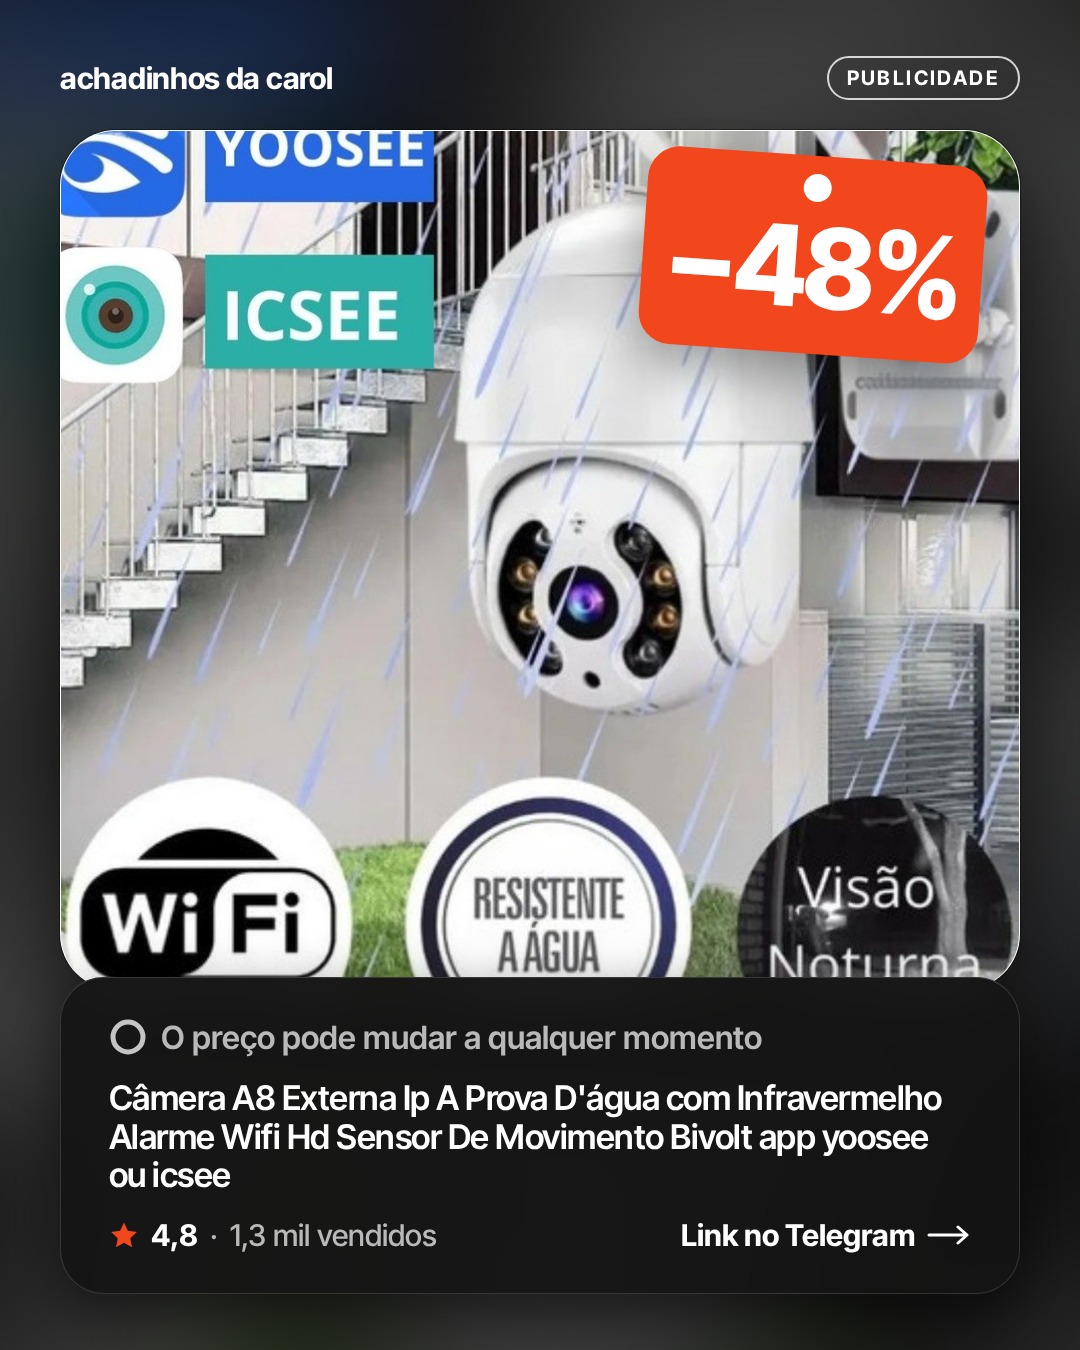 achadinhos da carol
PUBLICIDADE
YOOSEE
−48%
ICSEE
WiFi
RESISTENTE
A ÁGUA
Visão
Noturna
O preço pode mudar a qualquer momento
Câmera A8 Externa Ip A Prova D'água com Infravermelho
Alarme Wifi Hd Sensor De Movimento Bivolt app yoosee
ou icsee
4,8 · 1,3 mil vendidos
Link no Telegram →